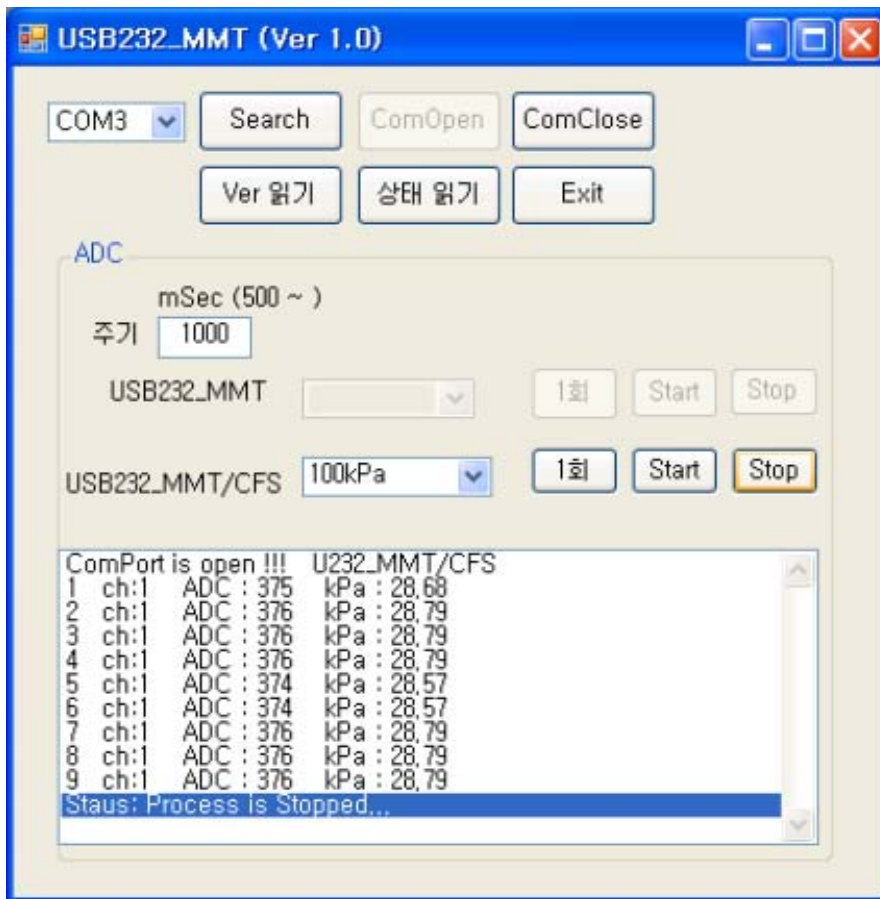 USB232_MMT (Ver 1.0)
COM3 Search ComOpen ComClose
Ver 읽기 상태 읽기 Exit
ADC
mSec (500 ~ )
주기 1000
USB232_MMT 1회 Start Stop
USB232_MMT/CFS 100kPa 1회 Start Stop
ComPort is open !!! U232_MMT/CFS
1 ch:1 ADC : 375 kPa : 28.68
2 ch:1 ADC : 376 kPa : 28.79
3 ch:1 ADC : 376 kPa : 28.79
4 ch:1 ADC : 376 kPa : 28.79
5 ch:1 ADC : 374 kPa : 28.57
6 ch:1 ADC : 374 kPa : 28.57
7 ch:1 ADC : 376 kPa : 28.79
8 ch:1 ADC : 376 kPa : 28.79
9 ch:1 ADC : 376 kPa : 28.79
Staus: Process is Stopped...